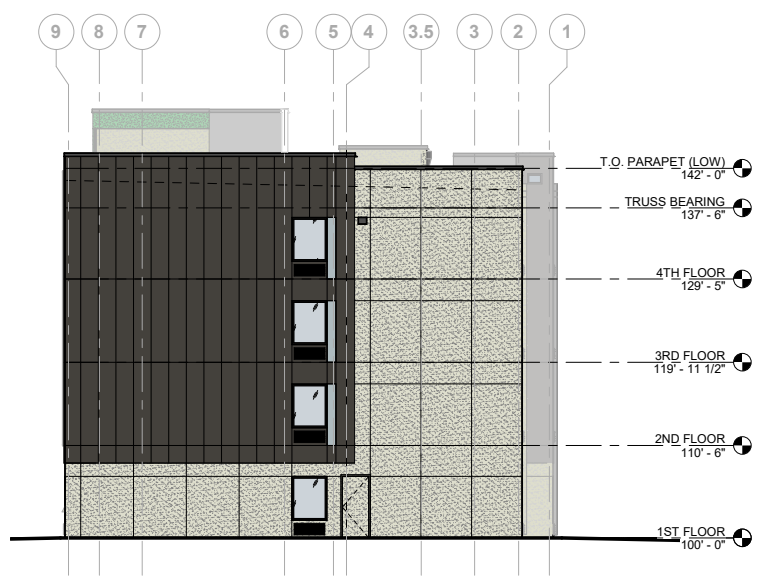 9 8 7 6 5 4 3.5 3 2 1
T.O. PARAPET (LOW)
142' - 0"
TRUSS BEARING
137' - 6"
4TH FLOOR
129' - 5"
3RD FLOOR
119' - 11 1/2"
2ND FLOOR
110' - 6"
1ST FLOOR
100' - 0"